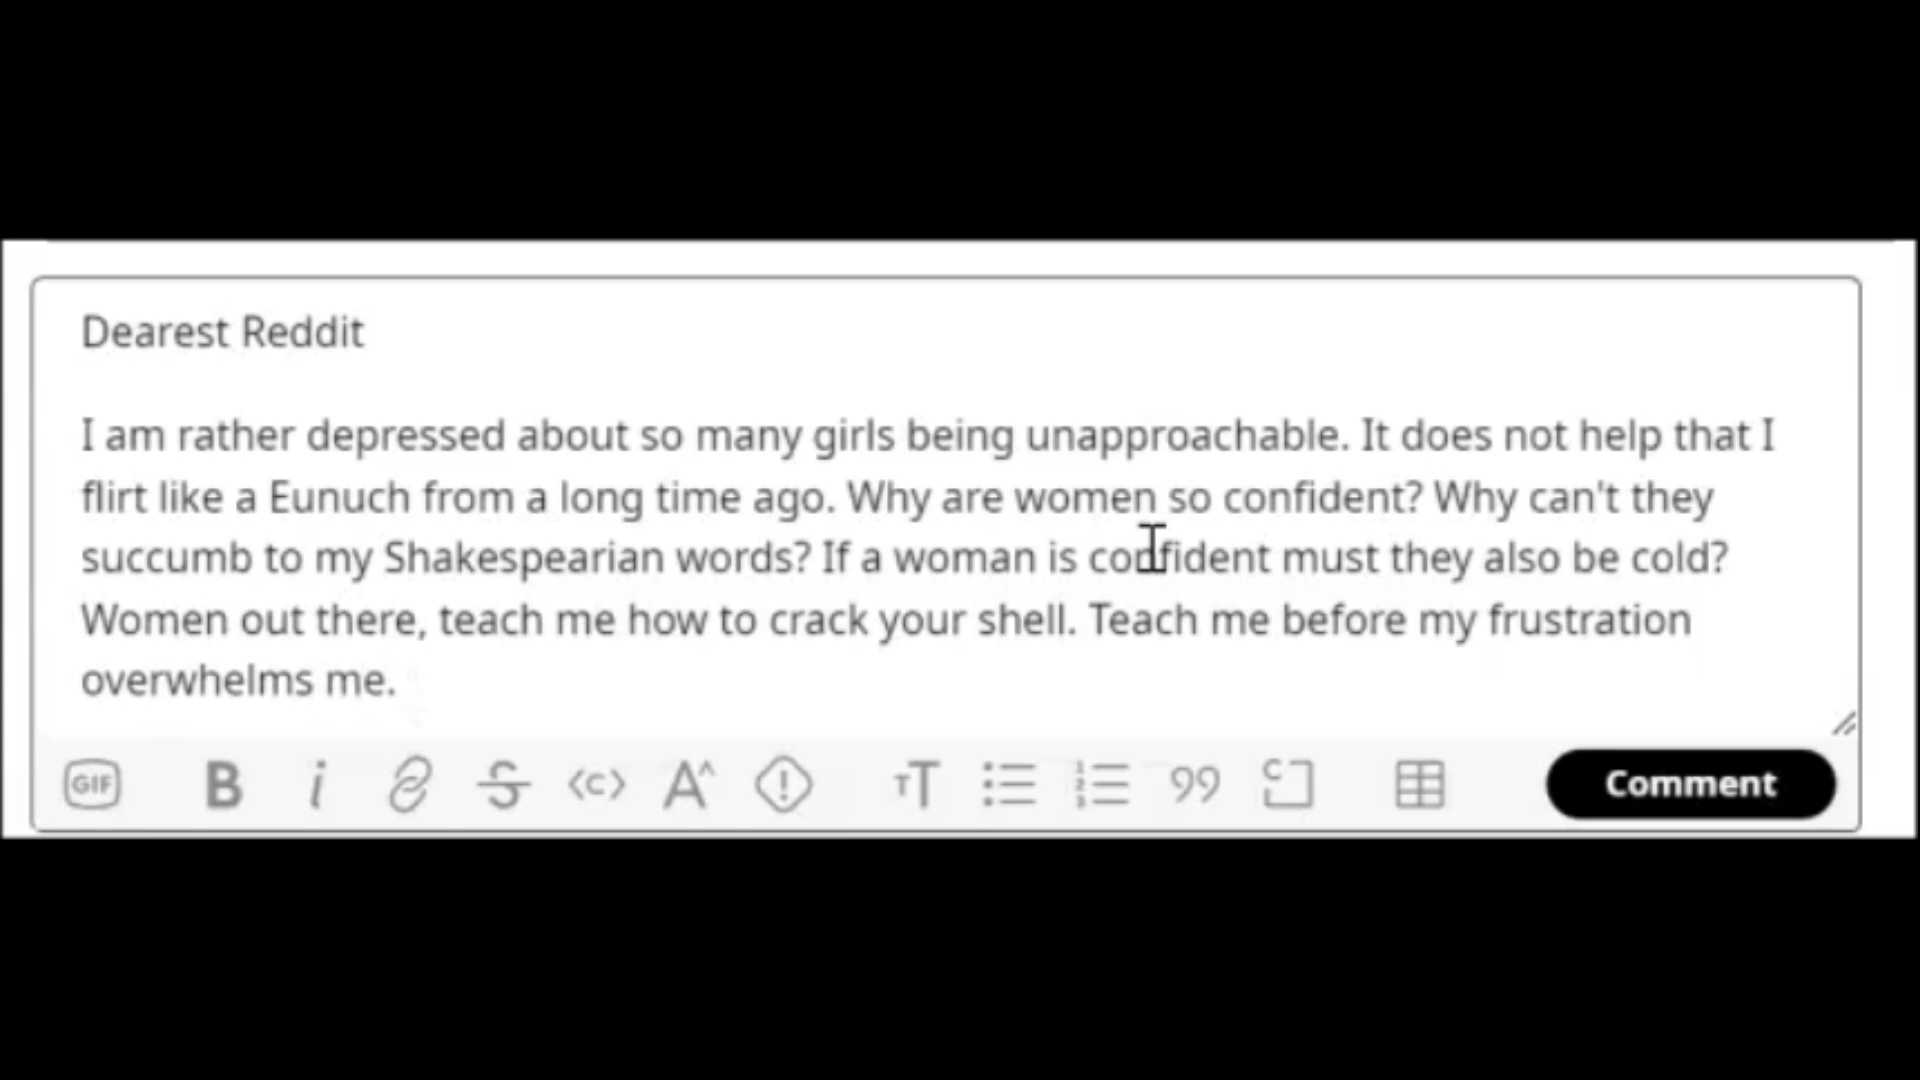 Dearest Reddit
I am rather depressed about so many girls being unapproachable. It does not help that I
flirt like a Eunuch from a long time ago. Why are women so confident? Why can't they
succumb to my Shakespearian words? If a woman is confident must they also be cold?
Women out there, teach me how to crack your shell. Teach me before my frustration
overwhelms me.
GIF B i S <c> A^ ! TT 99 C Comment